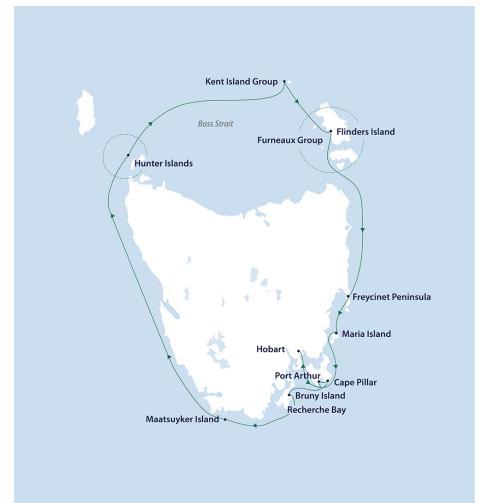 Kent Island Group
Bass Strait
Flinders Island
Furneaux Group
Hunter Islands
Freycinet Peninsula
Maria Island
Hobart
Port Arthur
Cape Pillar
Bruny Island
Recherche Bay
Maatsuyker Island